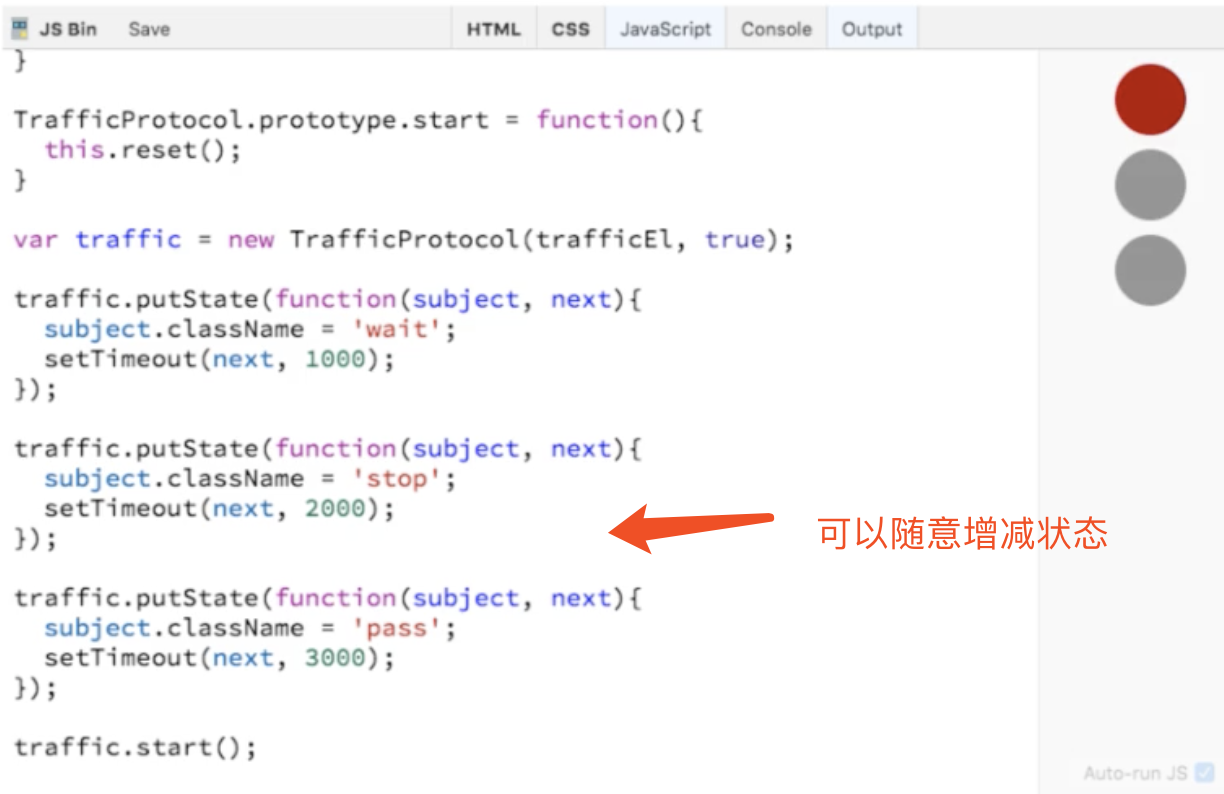 JS Bin Save HTML CSS JavaScript Console Output
}
TrafficProtocol.prototype.start = function(){
  this.reset();
}
var traffic = new TrafficProtocol(trafficEl, true);
traffic.putState(function(subject, next){
  subject.className = 'wait';
  setTimeout(next, 1000);
});
traffic.putState(function(subject, next){
  subject.className = 'stop';
  setTimeout(next, 2000);
});
可以随意增减状态
traffic.putState(function(subject, next){
  subject.className = 'pass';
  setTimeout(next, 3000);
});
traffic.start();
Auto-run JS